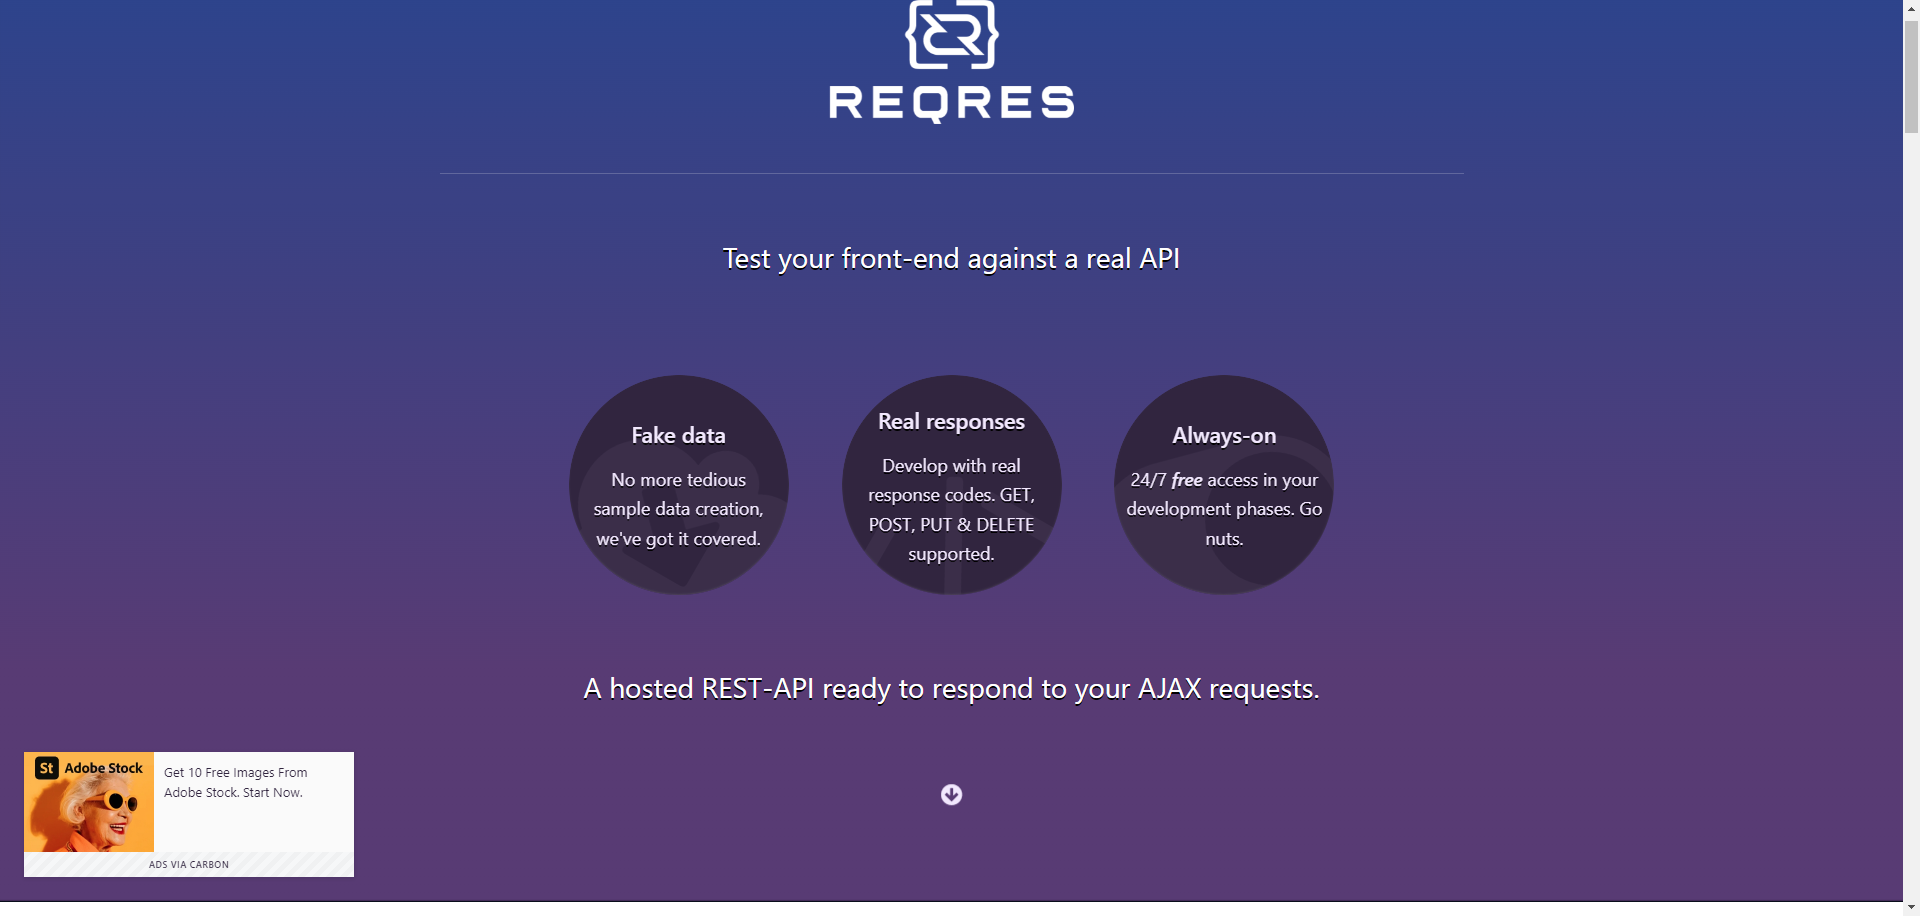 REQRES
Test your front-end against a real API
Fake data
No more tedious
sample data creation,
we've got it covered.
Real responses
Develop with real
response codes. GET,
POST, PUT & DELETE
supported.
Always-on
24/7 free access in your
development phases. Go
nuts.
A hosted REST-API ready to respond to your AJAX requests.
St Adobe Stock
Get 10 Free Images From
Adobe Stock. Start Now.
ADS VIA CARBON